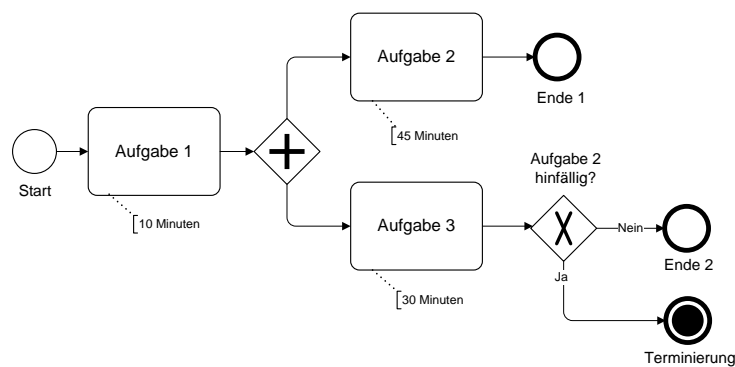 Start
Aufgabe 1
10 Minuten
Aufgabe 2
45 Minuten
Ende 1
Aufgabe 3
30 Minuten
Aufgabe 2
hinfällig?
Nein
Ende 2
Ja
Terminierung